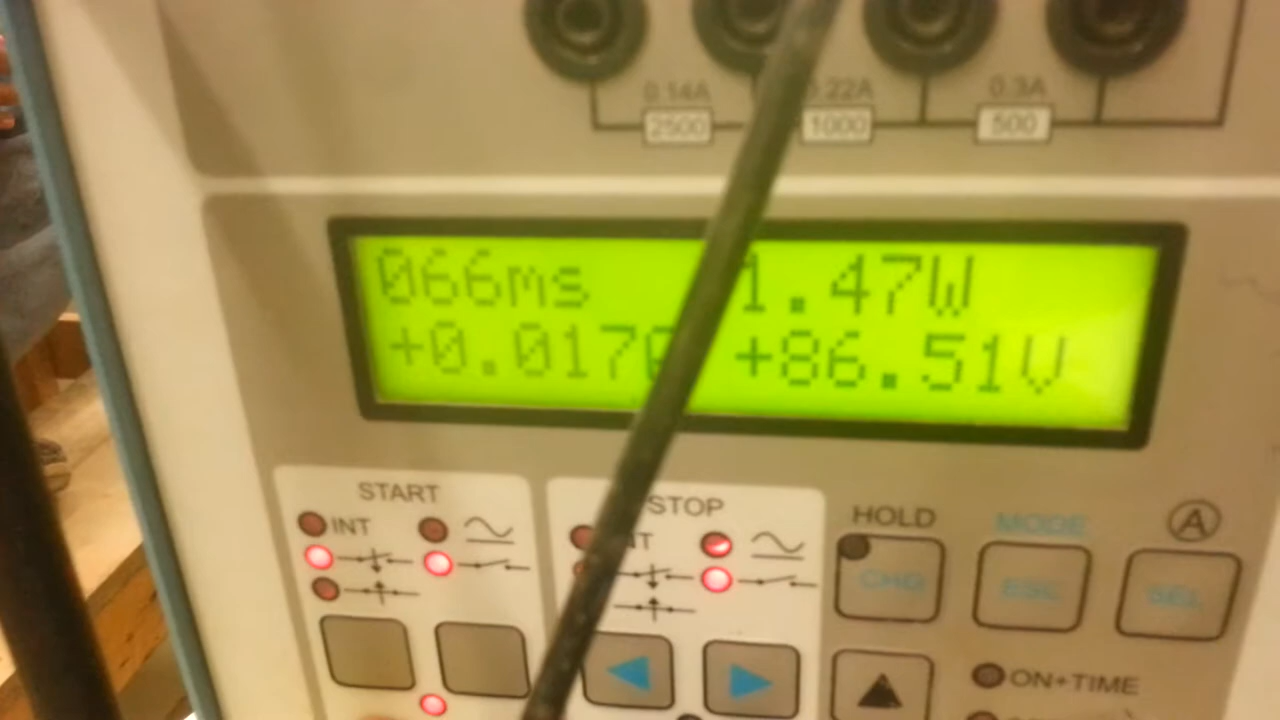 0.14A 0.22A 0.3A
2500 1000 500
066ms 1.47W
+0.0170 +86.51V
START STOP HOLD MODE A
INT
CHG ESC SEL
ON+TIME